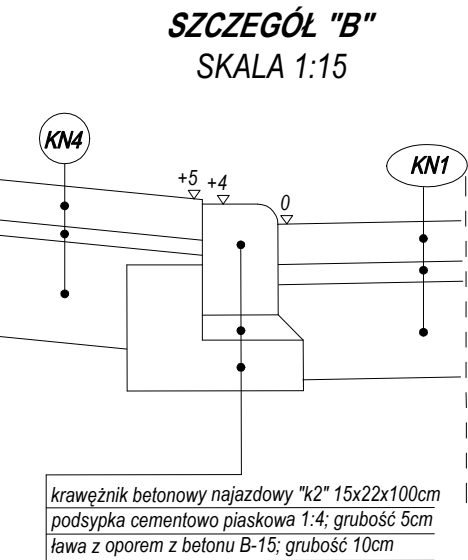 SZCZEGÓŁ "B"
SKALA 1:15
KN4
KN1
+5
+4
0
krawężnik betonowy najazdowy "k2" 15x22x100cm
podsypka cementowo piaskowa 1:4; grubość 5cm
ława z oporem z betonu B-15; grubość 10cm